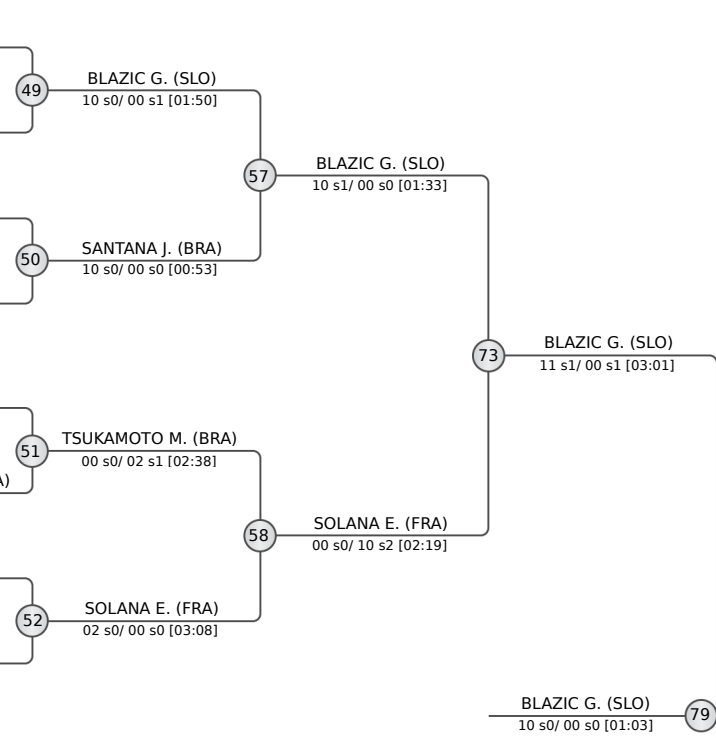 49
BLAZIC G. (SLO)
10 s0/ 00 s1 [01:50]
57
BLAZIC G. (SLO)
10 s1/ 00 s0 [01:33]
50
SANTANA J. (BRA)
10 s0/ 00 s0 [00:53]
73
BLAZIC G. (SLO)
11 s1/ 00 s1 [03:01]
51
TSUKAMOTO M. (BRA)
00 s0/ 02 s1 [02:38]
A)
58
SOLANA E. (FRA)
00 s0/ 10 s2 [02:19]
52
SOLANA E. (FRA)
02 s0/ 00 s0 [03:08]
BLAZIC G. (SLO)
10 s0/ 00 s0 [01:03]
79